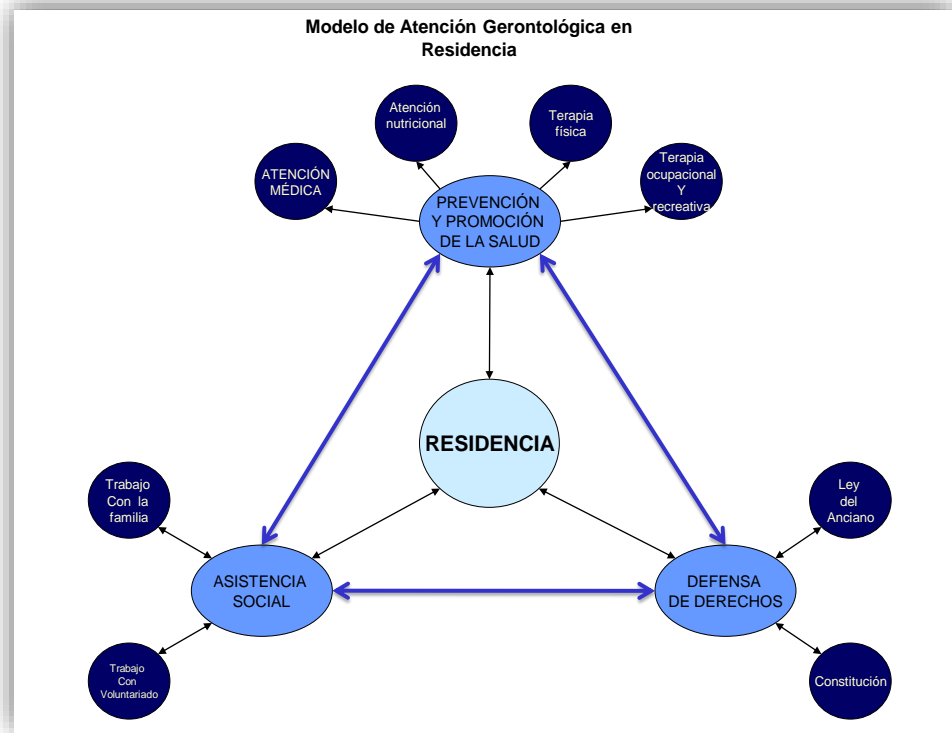 Modelo de Atención Gerontológica en
Residencia
Atención
nutricional
Terapia
física
ATENCIÓN
MÉDICA
Terapia
ocupacional
Y
recreativa
PREVENCIÓN
Y PROMOCIÓN
DE LA SALUD
RESIDENCIA
Trabajo
Con la
familia
Ley
del
Anciano
ASISTENCIA
SOCIAL
DEFENSA
DE DERECHOS
Trabajo
Con
Voluntariado
Constitución